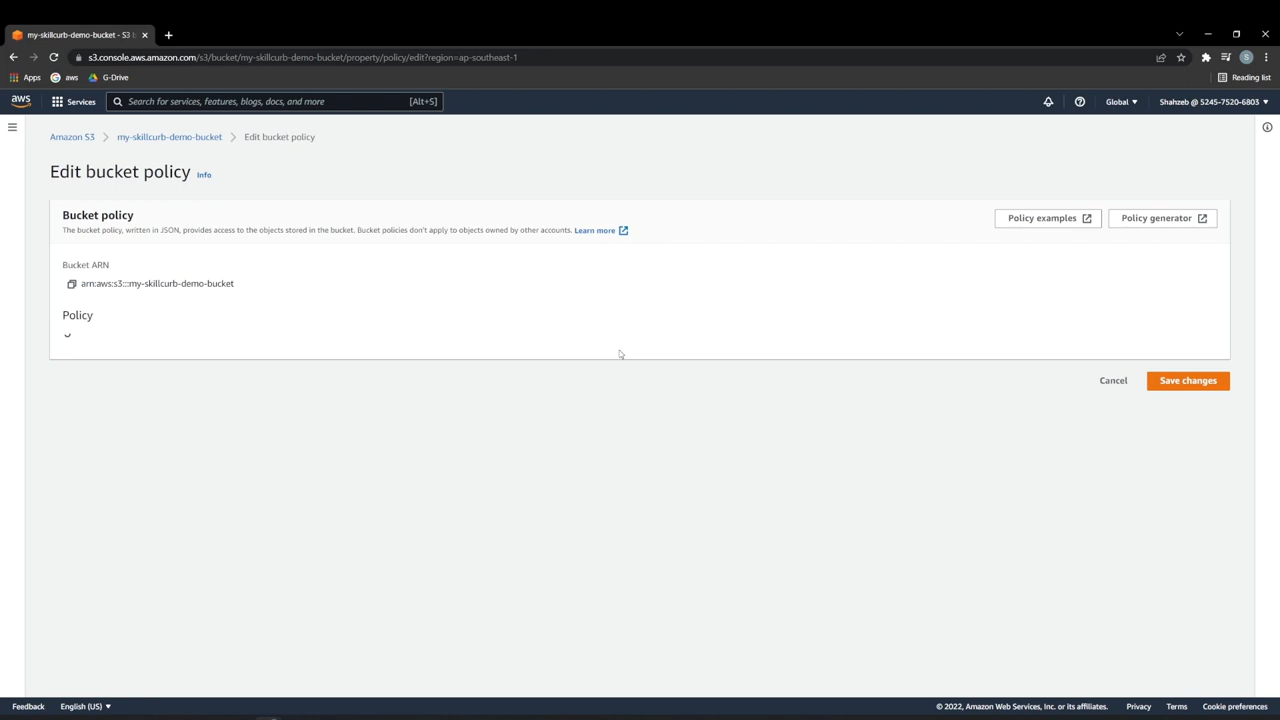 my-skillcurb-demo-bucket - S3 b
s3.console.aws.amazon.com/s3/bucket/my-skillcurb-demo-bucket/property/policy/edit?region=ap-southeast-1
S
Apps
aws
G-Drive
Reading list
aws
Services
Search for services, features, blogs, docs, and more
[Alt+S]
Global
Shahzeb @ 5245-7520-6803
Amazon S3
my-skillcurb-demo-bucket
Edit bucket policy
Edit bucket policy
Info
Bucket policy
The bucket policy, written in JSON, provides access to the objects stored in the bucket. Bucket policies don't apply to objects owned by other accounts. Learn more
Policy examples
Policy generator
Bucket ARN
arn:aws:s3:::my-skillcurb-demo-bucket
Policy
Cancel
Save changes
Feedback
English (US)
© 2022, Amazon Web Services, Inc. or its affiliates.
Privacy
Terms
Cookie preferences